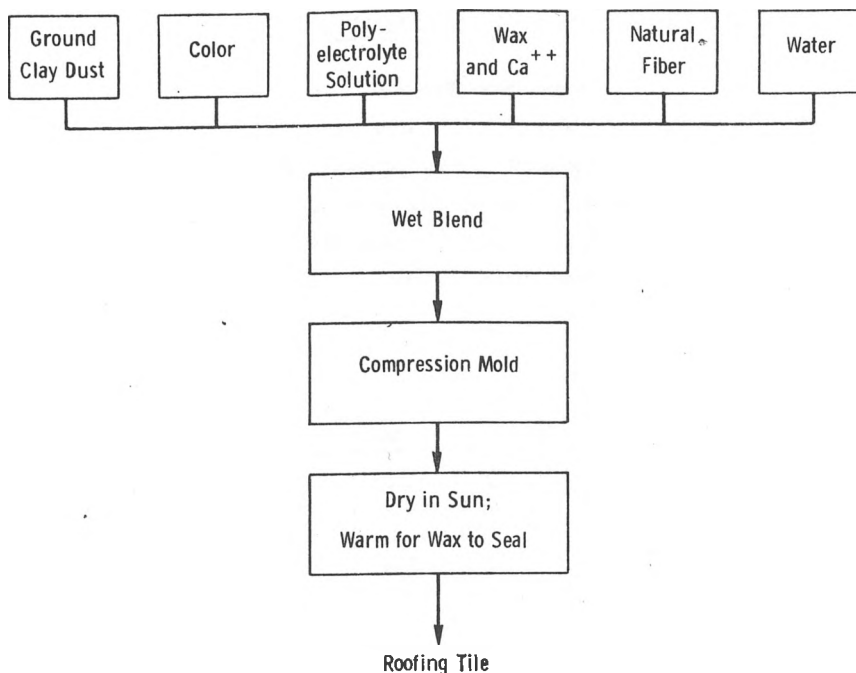 Ground
Clay Dust
Color
Poly-
electrolyte
Solution
Wax
and Ca++
Natural
Fiber
Water
Wet Blend
Compression Mold
Dry in Sun;
Warm for Wax to Seal
Roofing Tile